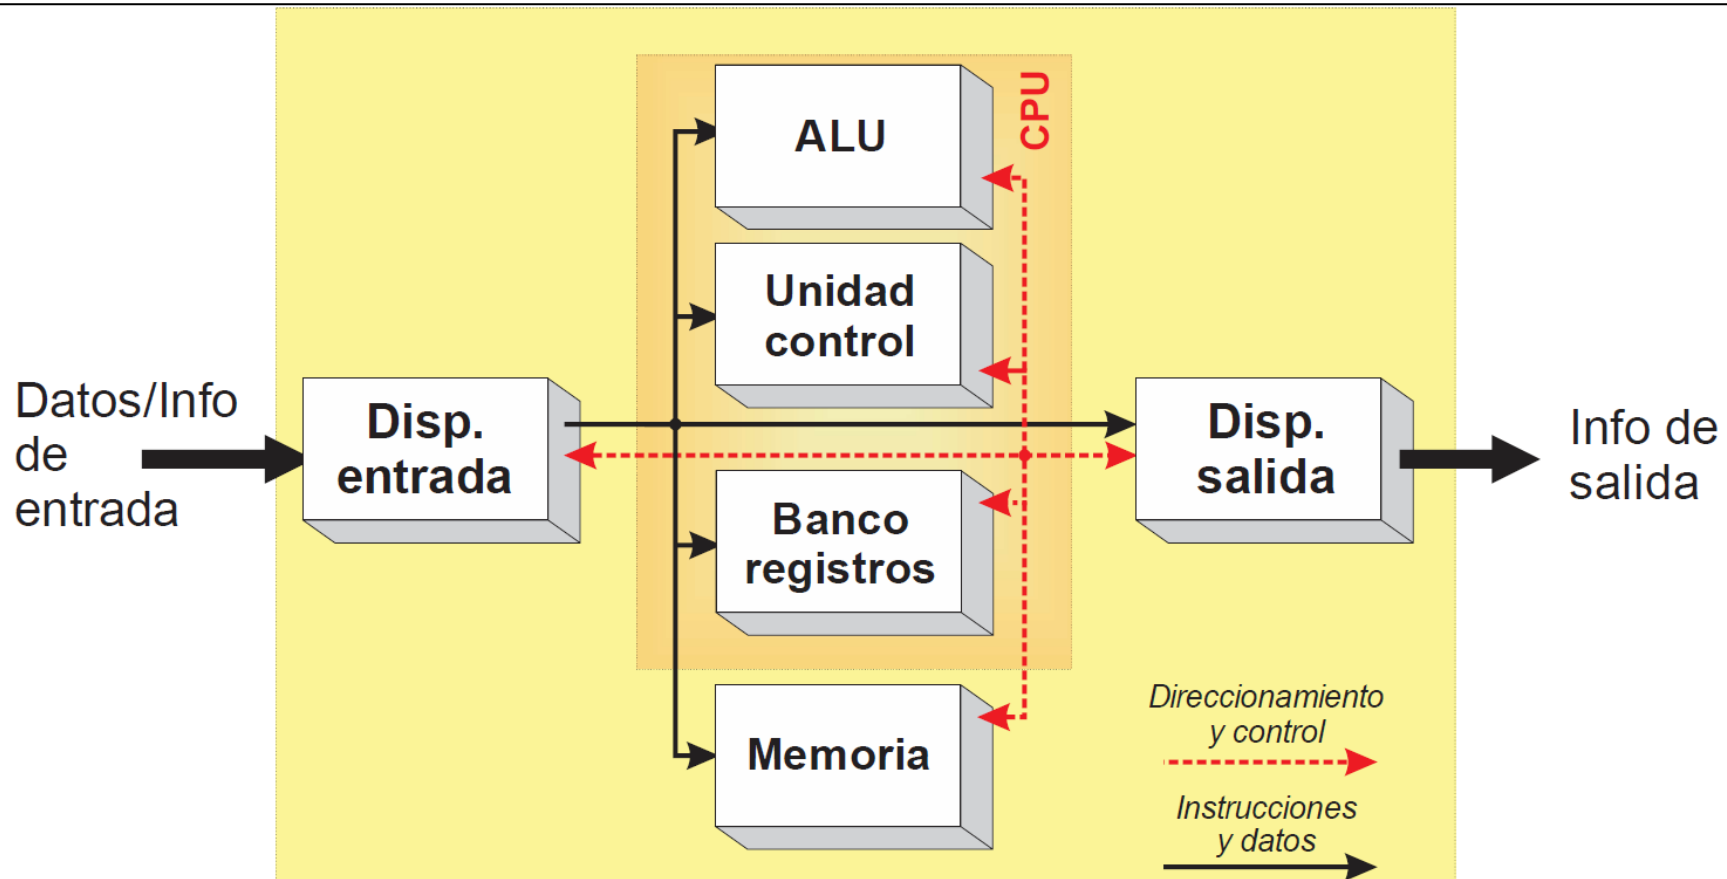 ALU
CPU
Unidad
control
Datos/Info
de
entrada
Disp.
entrada
Disp.
salida
Info de
salida
Banco
registros
Memoria
Direccionamiento
y control
Instrucciones
y datos